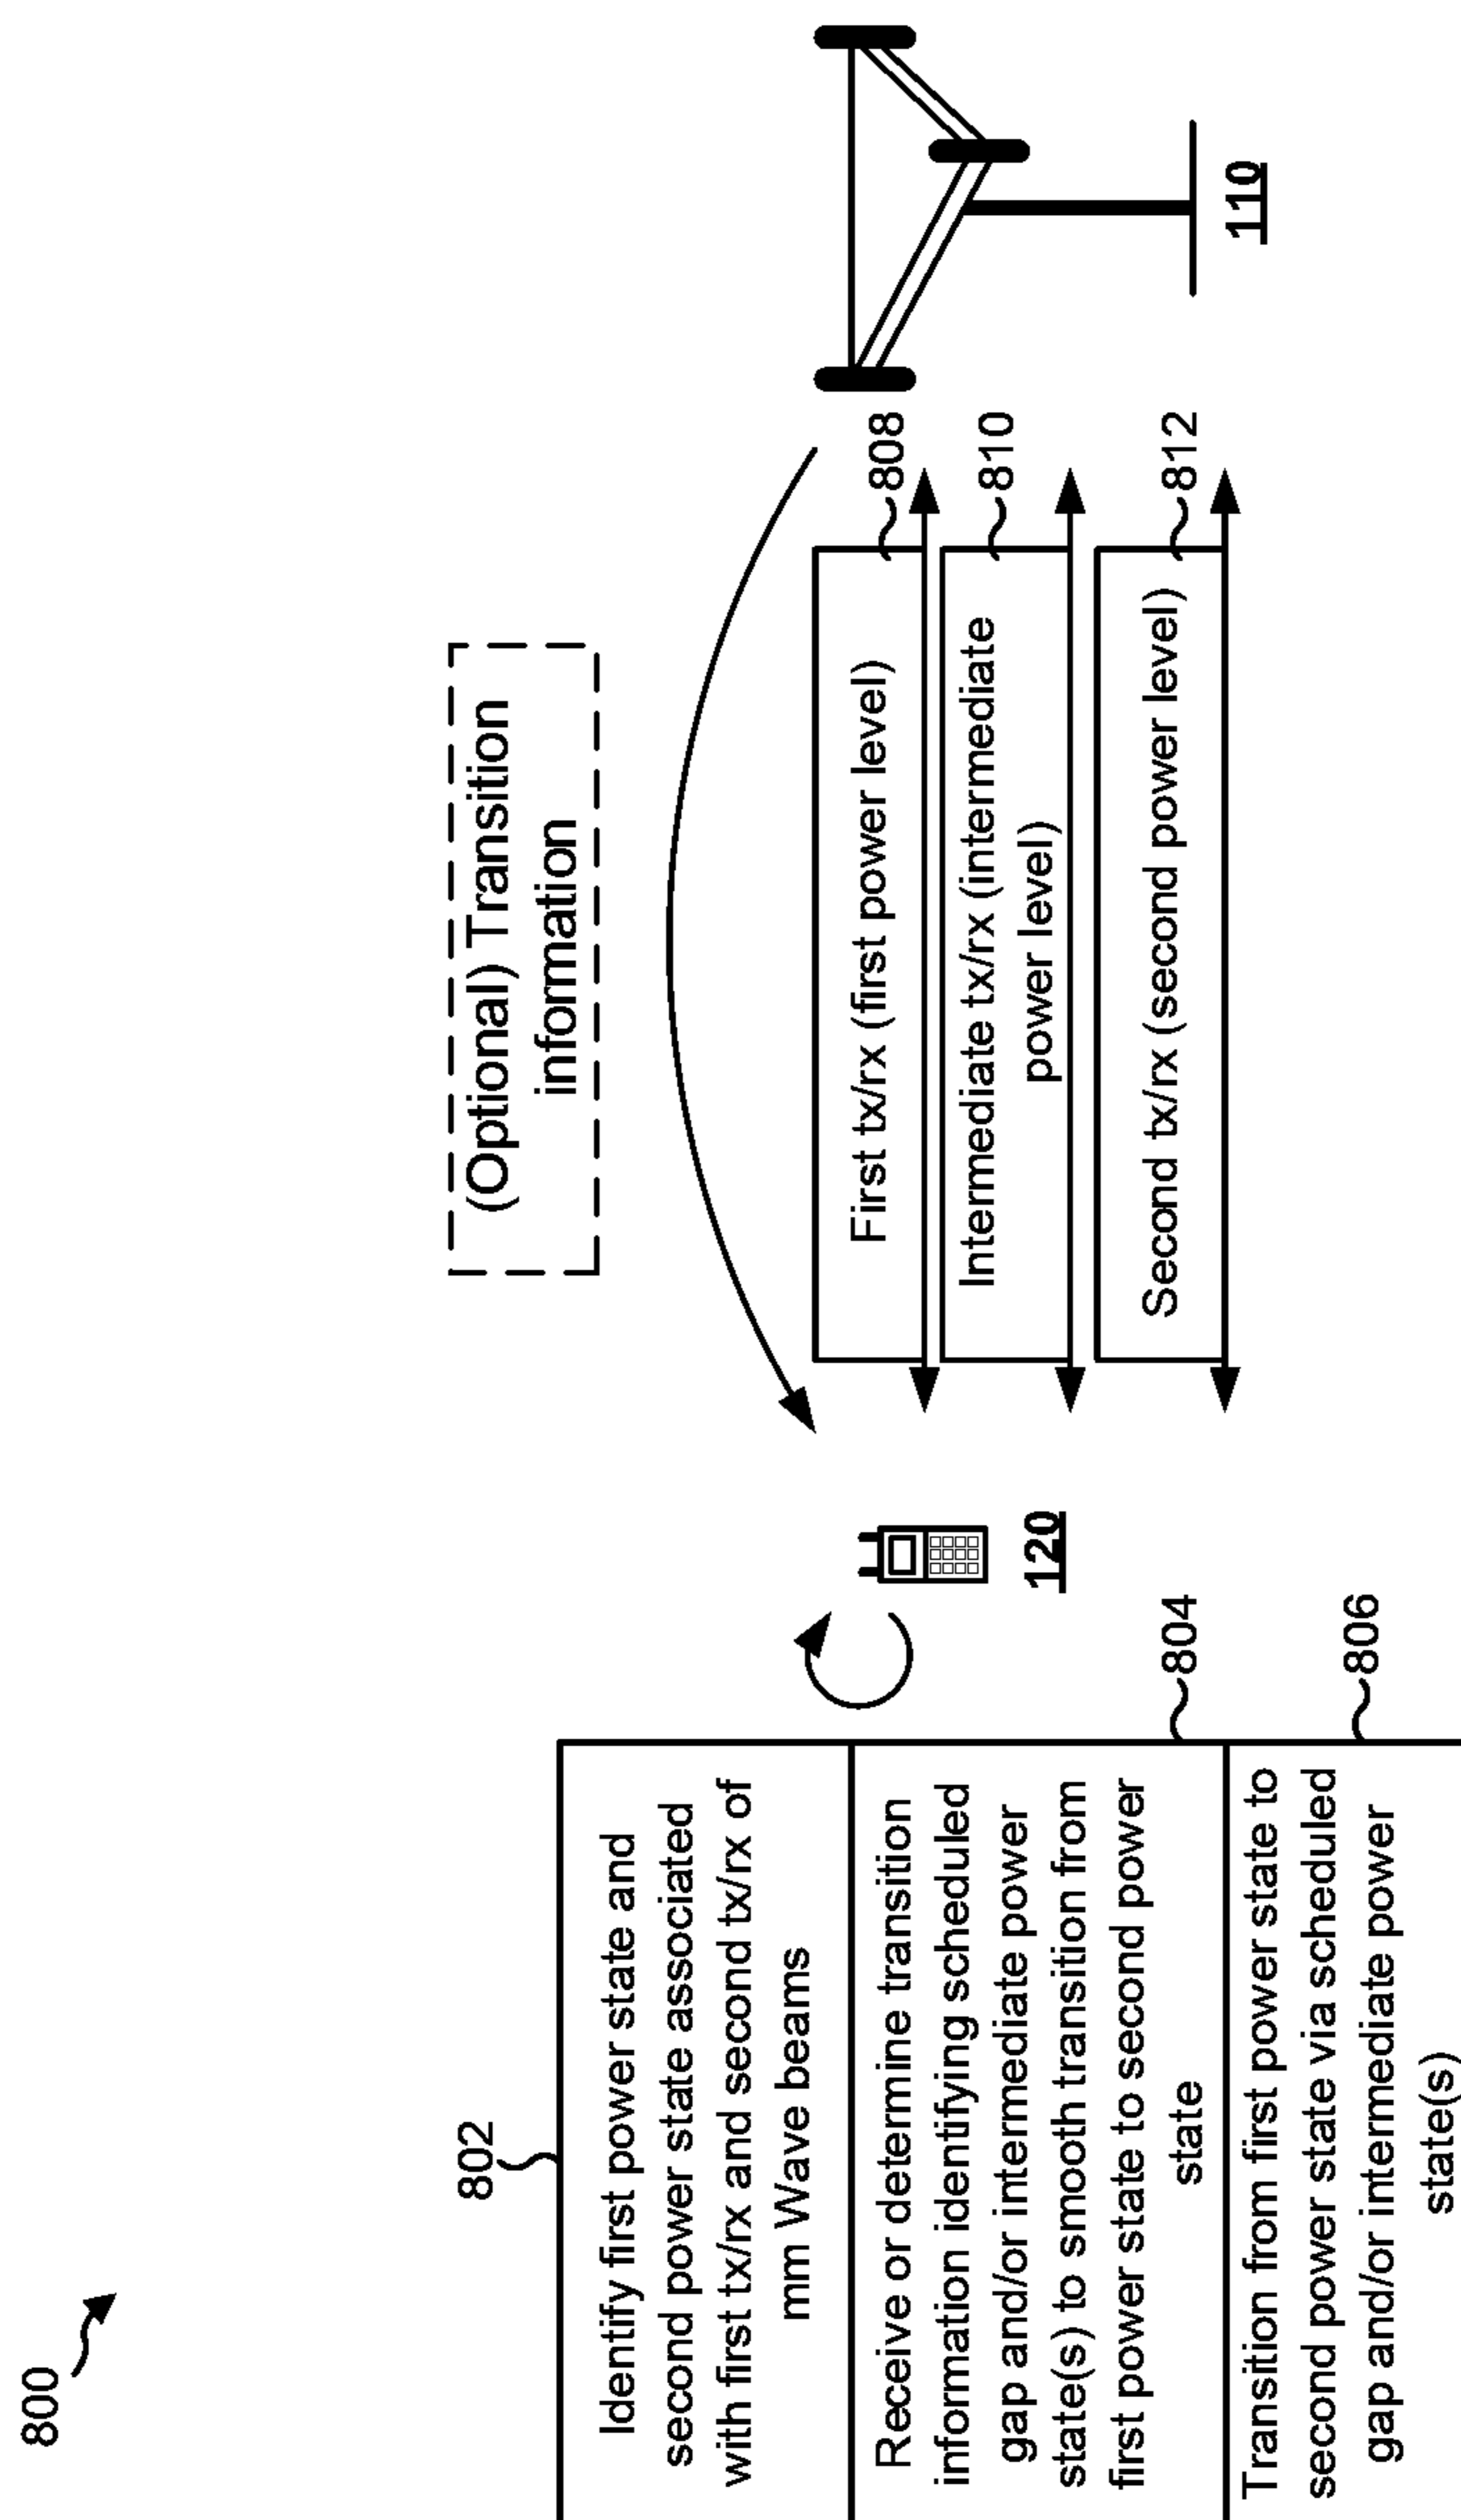 800
802
Identify first power state and
second power state associated
with first tx/rx and second tx/rx of
mm Wave beams
Receive or determine transition
information identifying scheduled
gap and/or intermediate power
state(s) to smooth transition from
first power state to second power
state
804
Transition from first power state to
second power state via scheduled
gap and/or intermediate power
state(s)
806
120
(Optional) Transition
information
First tx/rx (first power level)
808
Intermediate tx/rx (intermediate
power level)
810
Second tx/rx (second power level)
812
110